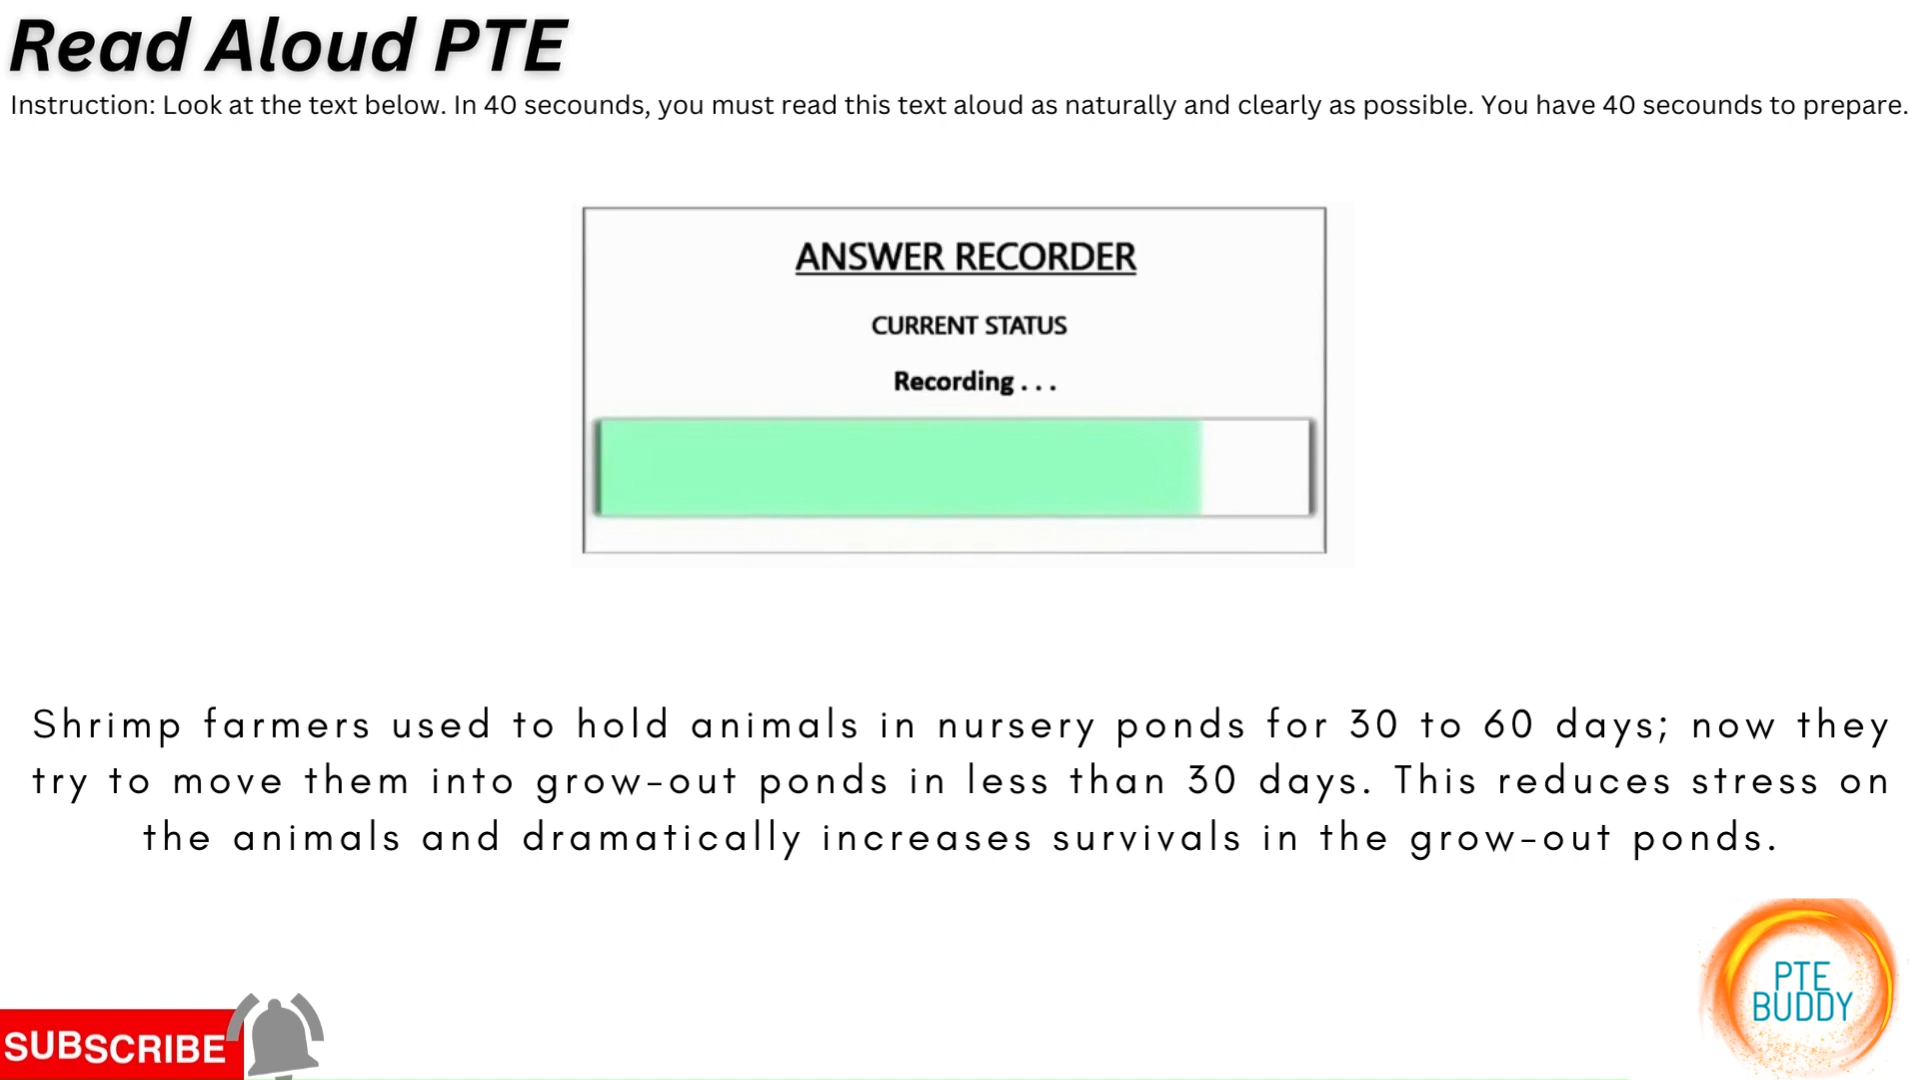 Read Aloud PTE
Instruction: Look at the text below. In 40 secounds, you must read this text aloud as naturally and clearly as possible. You have 40 secounds to prepare.
ANSWER RECORDER
CURRENT STATUS
Recording . . .
Shrimp farmers used to hold animals in nursery ponds for 30 to 60 days; now they
try to move them into grow-out ponds in less than 30 days. This reduces stress on
the animals and dramatically increases survivals in the grow-out ponds.
PTE
BUDDY
SUBSCRIBE